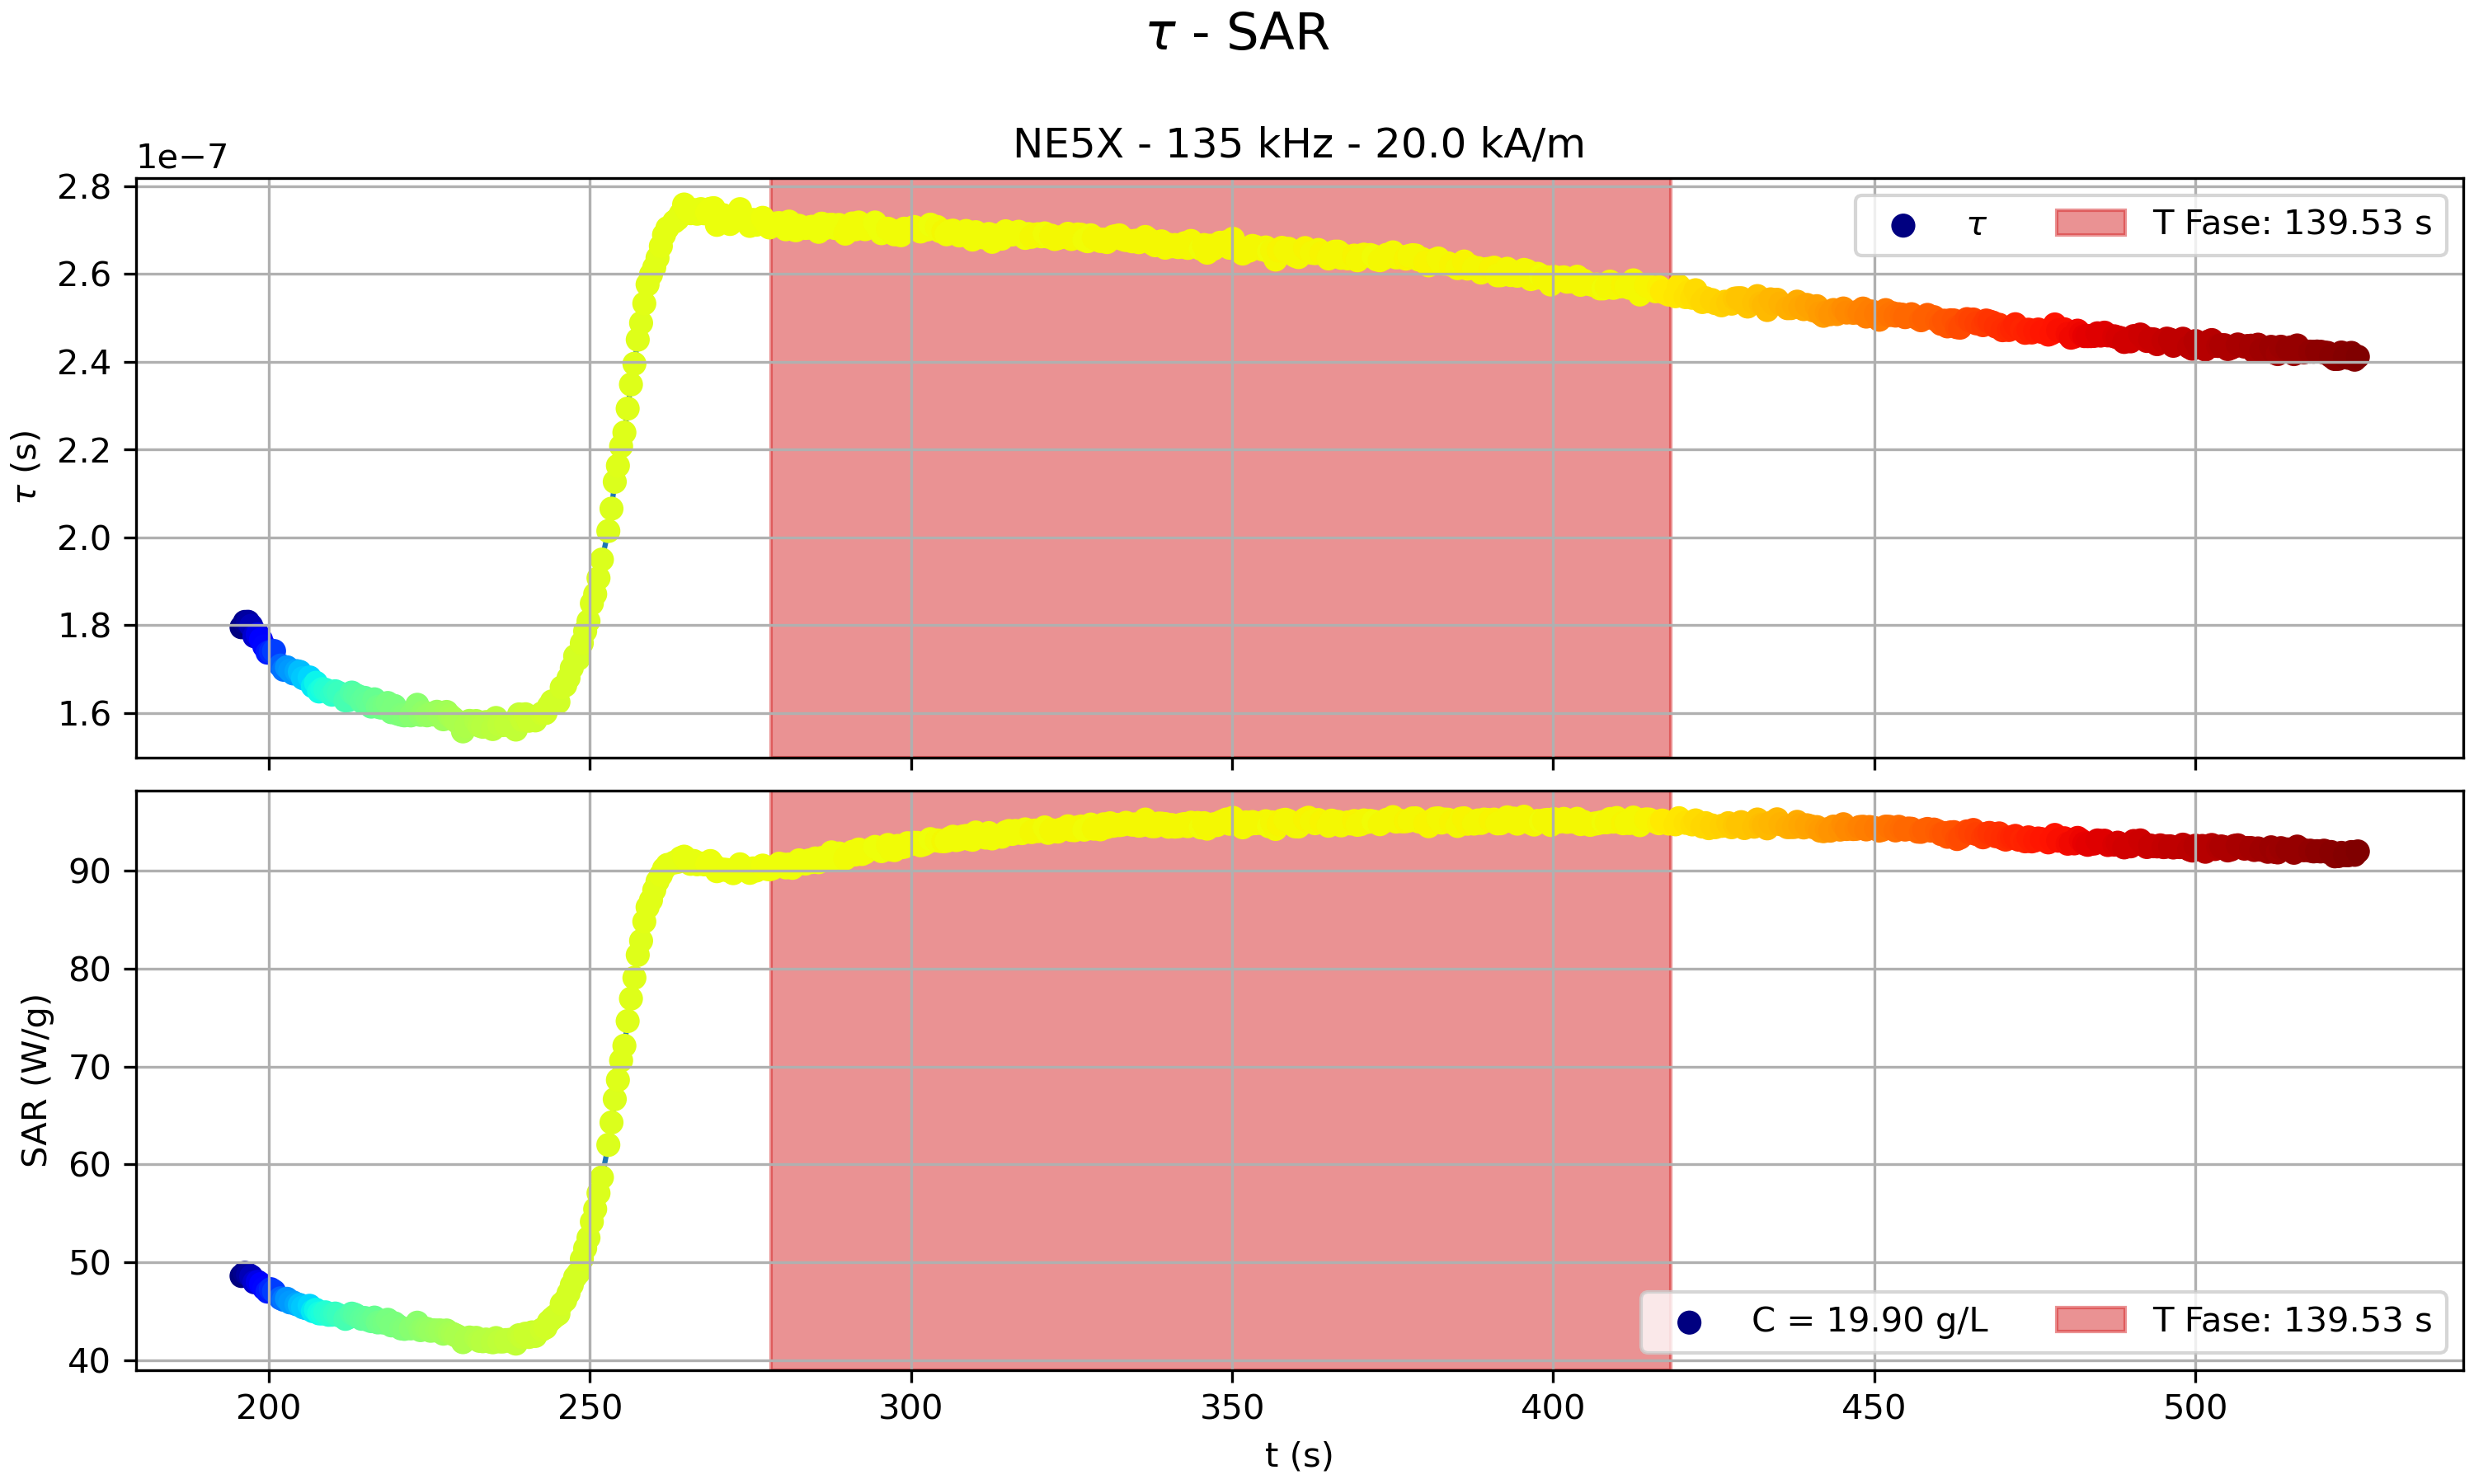 τ - SAR
NE5X - 135 kHz - 20.0 kA/m
1e−7
2.8
2.6
2.4
2.2
2.0
1.8
1.6
τ (s)
τ
T Fase: 139.53 s
90
80
70
60
50
40
SAR (W/g)
C = 19.90 g/L
T Fase: 139.53 s
200 250 300 350 400 450 500
t (s)